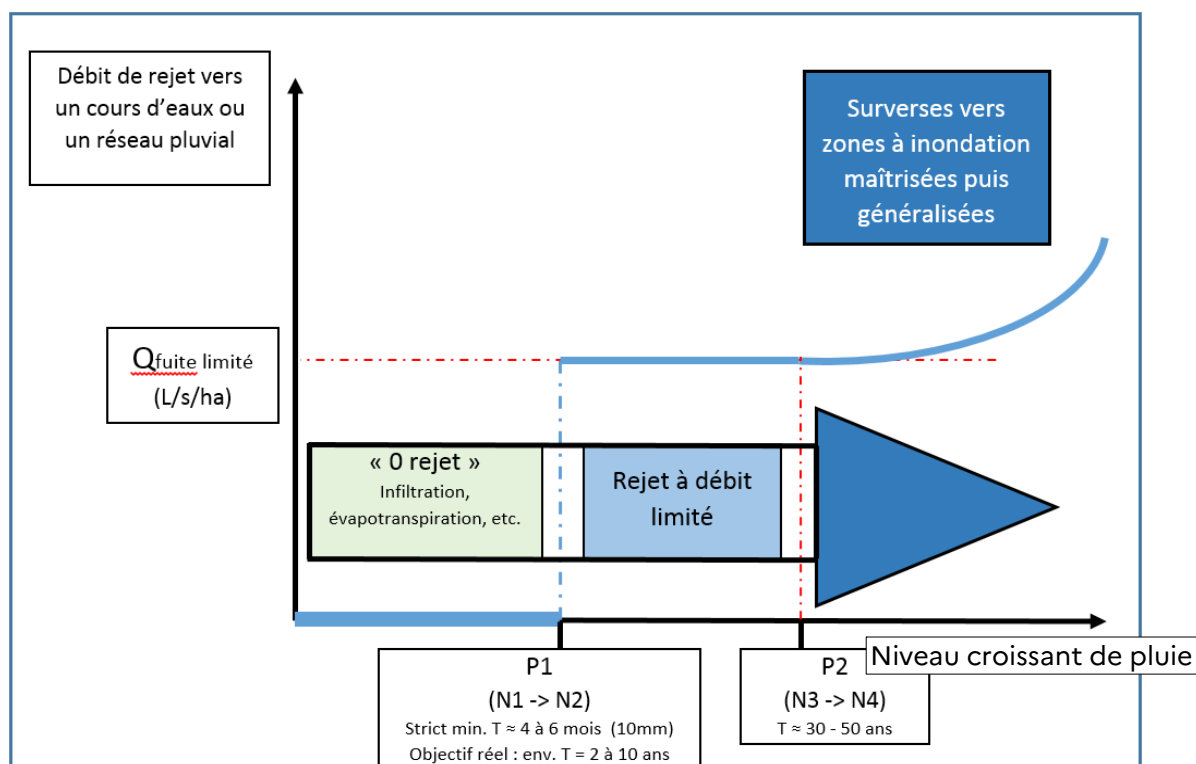 Débit de rejet vers
un cours d'eaux ou
un réseau pluvial
Surverses vers
zones à inondation
maîtrisées puis
généralisées
Qfuite limité
(L/s/ha)
« 0 rejet »
Infiltration,
évapotranspiration, etc.
Rejet à débit
limité
Niveau croissant de pluie
P1
(N1 -> N2)
Strict min. T ≈ 4 à 6 mois (10mm)
Objectif réel : env. T = 2 à 10 ans
P2
(N3 -> N4)
T ≈ 30 - 50 ans